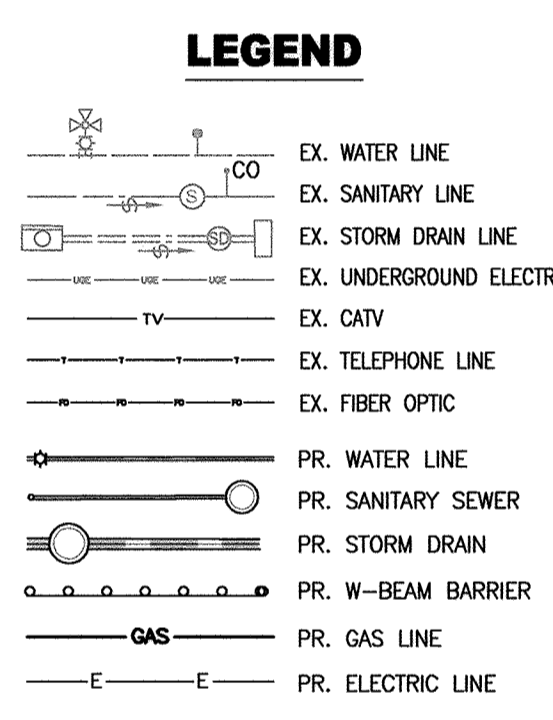 LEGEND
EX. WATER LINE
CO
S
EX. SANITARY LINE
S
SD
EX. STORM DRAIN LINE
S
UGE UGE UGE EX. UNDERGROUND ELECTR
TV EX. CATV
T T T T EX. TELEPHONE LINE
FO FO FO FO EX. FIBER OPTIC
PR. WATER LINE
PR. SANITARY SEWER
PR. STORM DRAIN
PR. W-BEAM BARRIER
GAS PR. GAS LINE
E E PR. ELECTRIC LINE